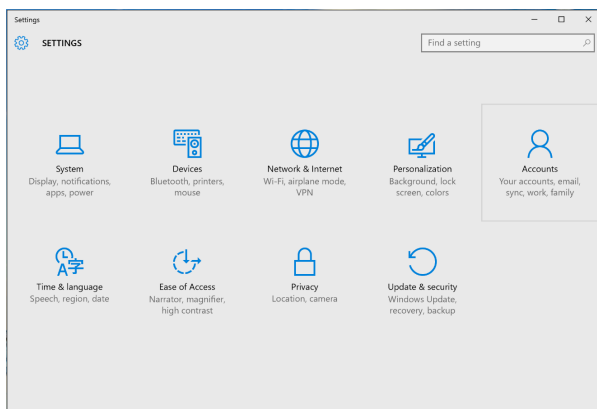 Settings
SETTINGS
Find a setting
System
Display, notifications,
apps, power
Devices
Bluetooth, printers,
mouse
Network & Internet
Wi-Fi, airplane mode,
VPN
Personalization
Background, lock
screen, colors
Accounts
Your accounts, email,
sync, work, family
A字
Time & language
Speech, region, date
Ease of Access
Narrator, magnifier,
high contrast
Privacy
Location, camera
Update & security
Windows Update,
recovery, backup